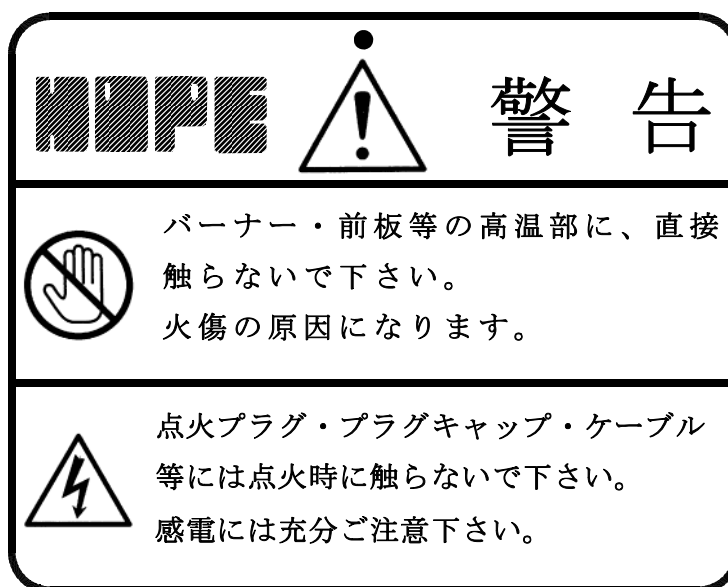 HOPE 警告
バーナー・前板等の高温部に、直接
触らないで下さい。
火傷の原因になります。
点火プラグ・プラグキャップ・ケーブル
等には点火時に触らないで下さい。
感電には充分ご注意下さい。